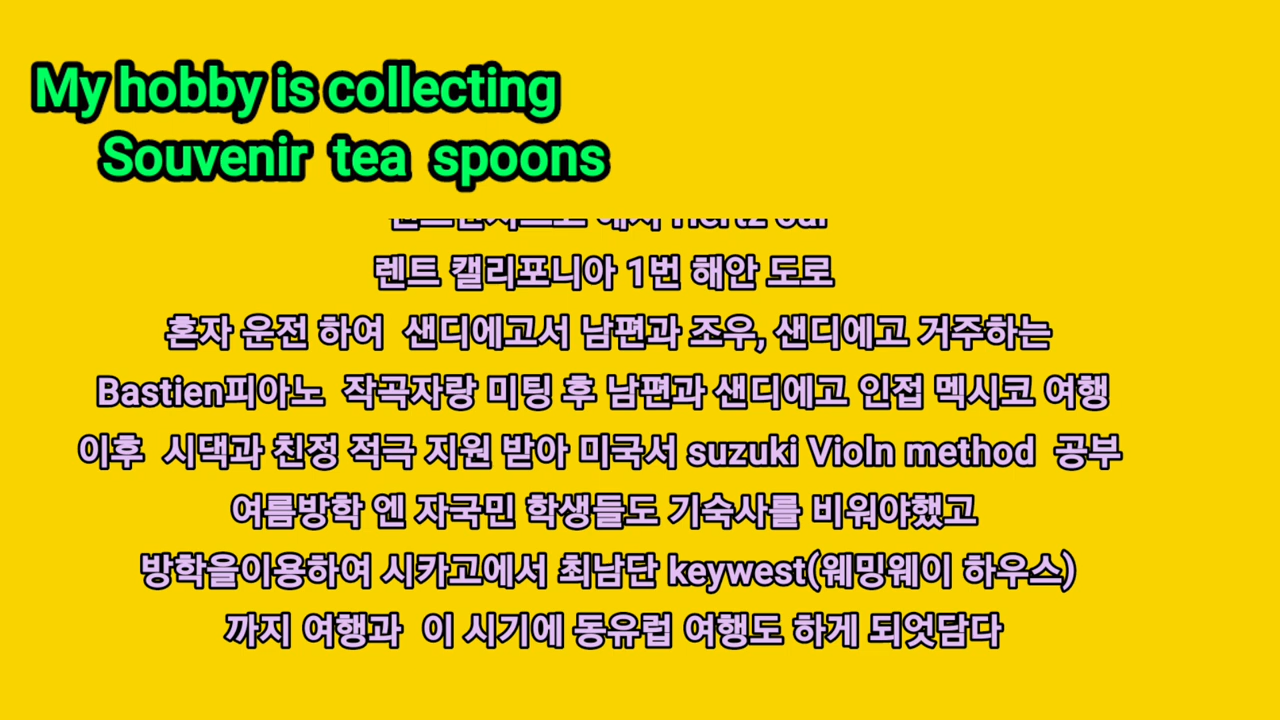 My hobby is collecting
Souvenir tea spoons
렌트 캘리포니아 1번 해안 도로
혼자 운전 하여 샌디에고서 남편과 조우, 샌디에고 거주하는
Bastien피아노 작곡자랑 미팅 후 남편과 샌디에고 인접 멕시코 여행
이후 시댁과 친정 적극 지원 받아 미국서 suzuki Violn method 공부
여름방학 엔 자국민 학생들도 기숙사를 비워야했고
방학을이용하여 시카고에서 최남단 keywest(웨밍웨이 하우스)
까지 여행과 이 시기에 동유럽 여행도 하게 되엇담다